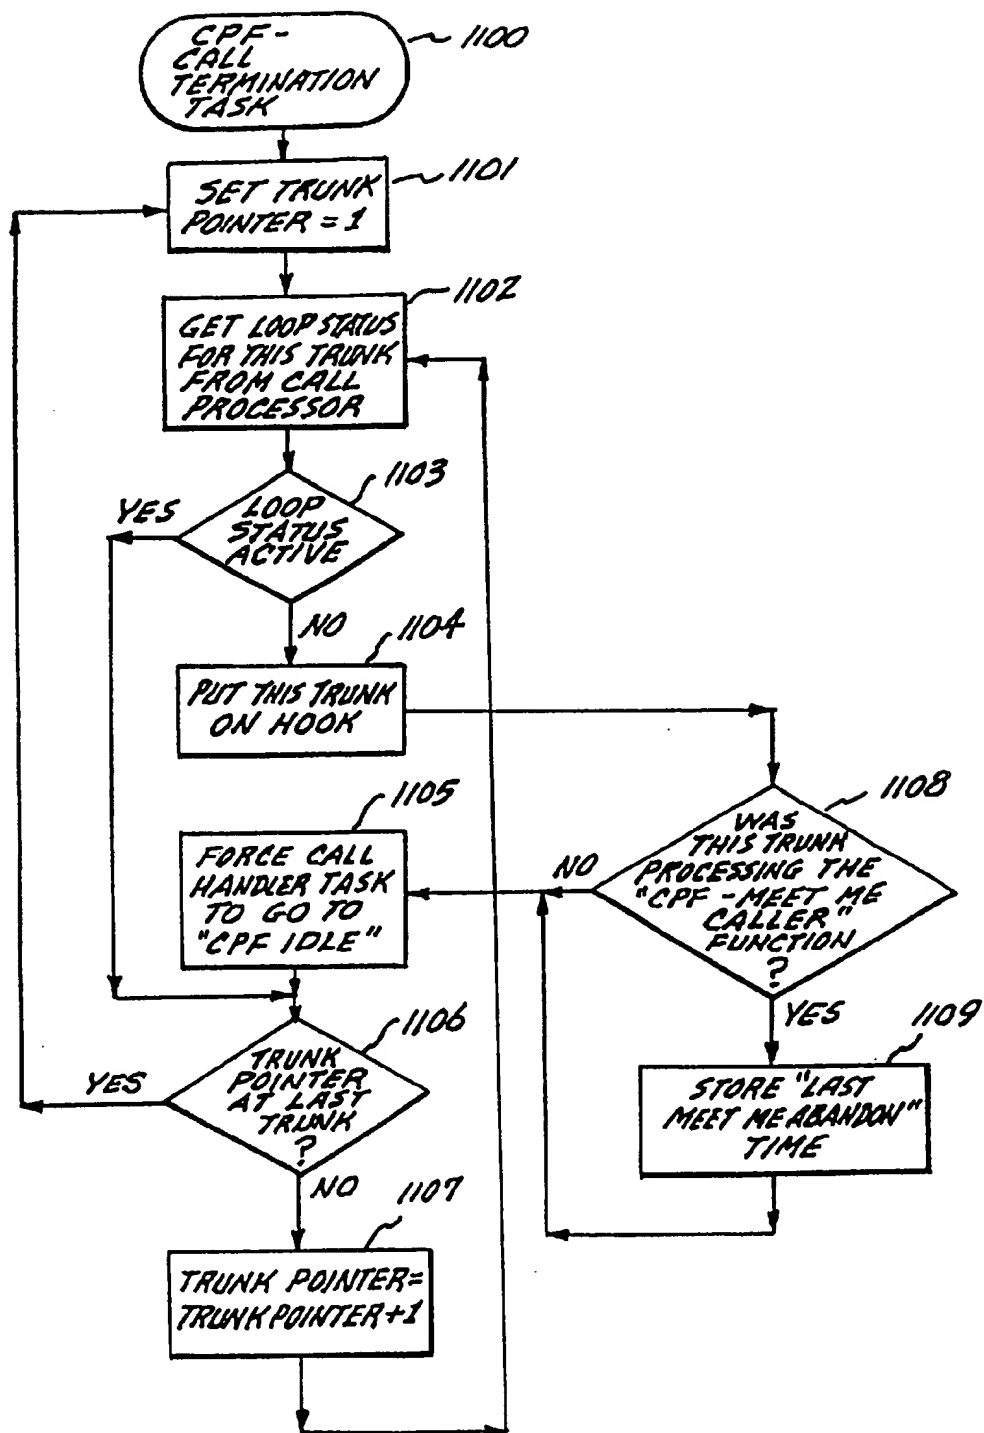 CPF-
CALL
TERMINATION
TASK
1100
SET TRUNK
POINTER = 1
1101
GET LOOP STATUS
FOR THIS TRUNK
FROM CALL
PROCESSOR
1102
LOOP
STATUS
ACTIVE
1103
YES
NO
PUT THIS TRUNK
ON HOOK
1104
WAS
THIS TRUNK
PROCESSING THE
"CPF-MEET ME
CALLER"
FUNCTION
?
1108
NO
YES
STORE "LAST
MEET ME ABANDON"
TIME
1109
FORCE CALL
HANDLER TASK
TO GO TO
"CPF IDLE"
1105
TRUNK
POINTER
AT LAST
TRUNK
?
1106
YES
NO
TRUNK POINTER=
TRUNK POINTER+1
1107